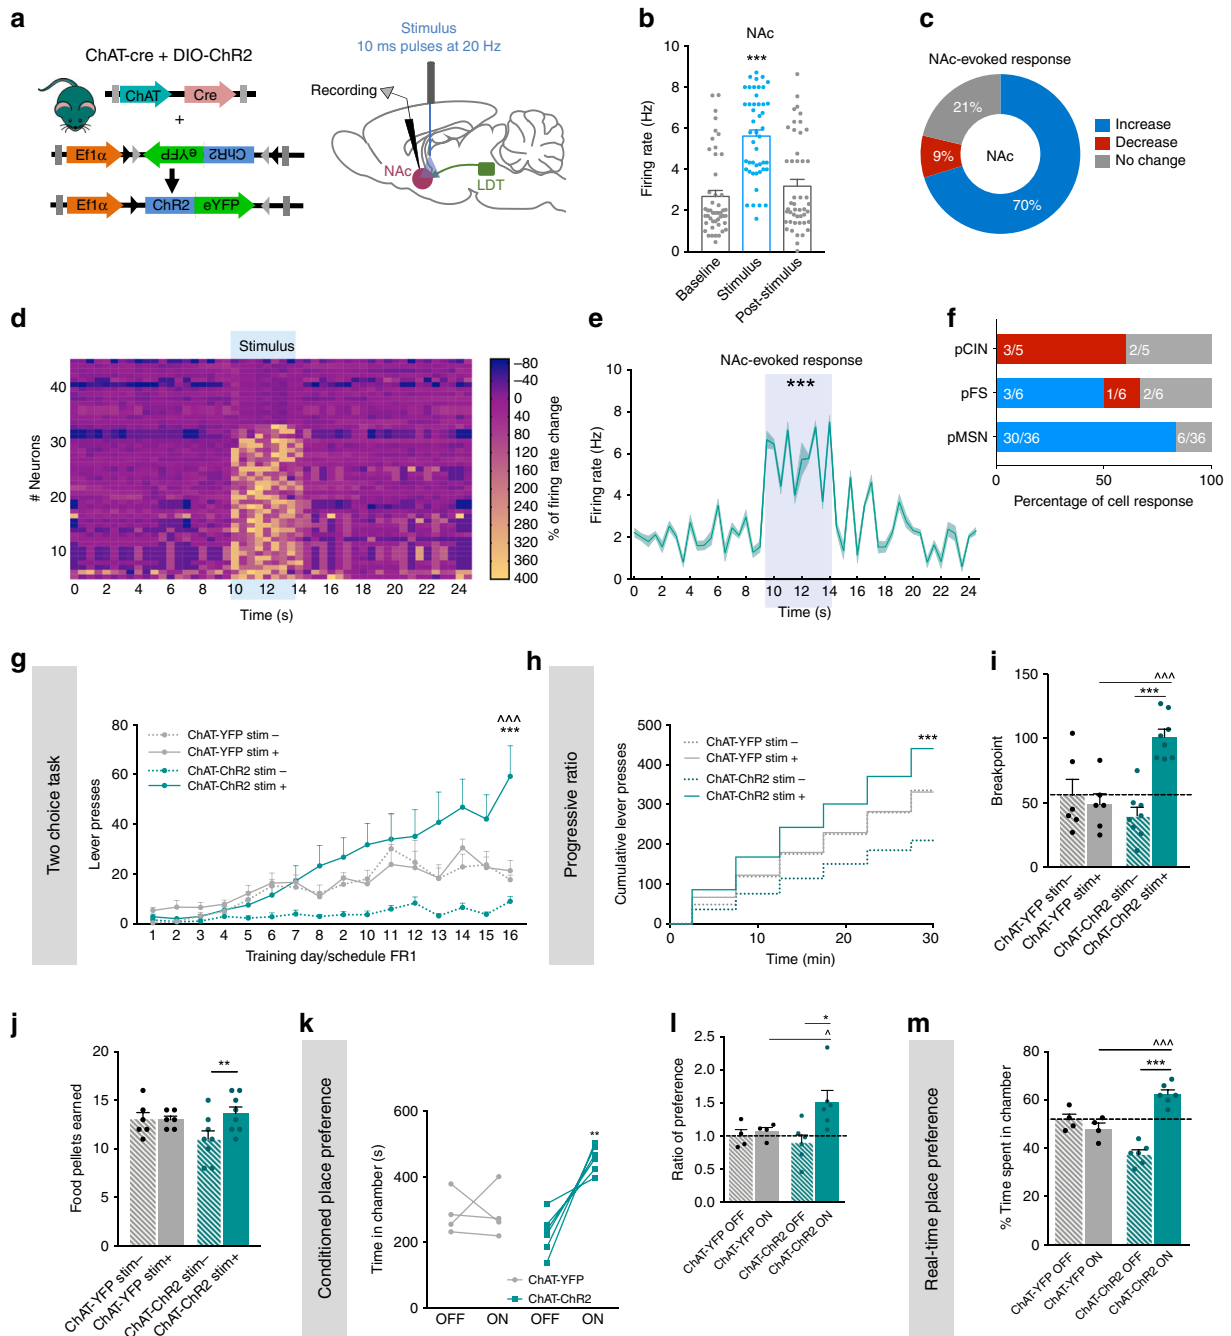 a
ChAT-cre + DIO-ChR2
ChAT
Cre
+
Ef1α
eYFP
ChR2
Ef1α
ChR2
eYFP
Stimulus
10 ms pulses at 20 Hz
Recording
NAc
LDT
b
NAc
***
Firing rate (Hz)
10
8
6
4
2
0
Baseline
Stimulus
Post-stimulus
c
NAc-evoked response
21%
9%
NAc
70%
Increase
Decrease
No change
d
Stimulus
# Neurons
40
30
20
10
0 2 4 6 8 10 12 14 16 18 20 22 24
Time (s)
–80
–40
0
40
80
120
160
200
240
280
320
360
400
% of firing rate change
e
NAc-evoked response
***
Firing rate (Hz)
10
8
6
4
2
0
0 2 4 6 8 10 12 14 16 18 20 22 24
Time (s)
f
pCIN
3/5
2/5
pFS
3/6
1/6
2/6
pMSN
30/36
6/36
0 50 100
Percentage of cell response
g
Two choice task
Lever presses
80
60
40
20
0
ChAT-YFP stim –
ChAT-YFP stim +
ChAT-ChR2 stim –
ChAT-ChR2 stim +
^^^
***
1 2 3 4 5 6 7 8 2 10 11 12 13 14 15 16
Training day/schedule FR1
h
Progressive ratio
Cumulative lever presses
500
400
300
200
100
0
ChAT-YFP stim –
ChAT-YFP stim +
ChAT-ChR2 stim –
ChAT-ChR2 stim +
***
0 10 20 30
Time (min)
i
Breakpoint
150
100
50
0
^^^
***
ChAT-YFP stim–
ChAT-YFP stim+
ChAT-ChR2 stim–
ChAT-ChR2 stim+
j
Food pellets earned
20
15
10
5
0
**
ChAT-YFP stim–
ChAT-YFP stim+
ChAT-ChR2 stim–
ChAT-ChR2 stim+
k
Conditioned place preference
Time in chamber (s)
600
400
200
0
**
ChAT-YFP
ChAT-ChR2
OFF ON OFF ON
l
Ratio of preference
2.5
2.0
1.5
1.0
0.5
0.0
*
^
ChAT-YFP OFF
ChAT-YFP ON
ChAT-ChR2 OFF
ChAT-ChR2 ON
m
Real-time place preference
% Time spent in chamber
80
60
40
20
0
^^^
***
ChAT-YFP OFF
ChAT-YFP ON
ChAT-ChR2 OFF
ChAT-ChR2 ON